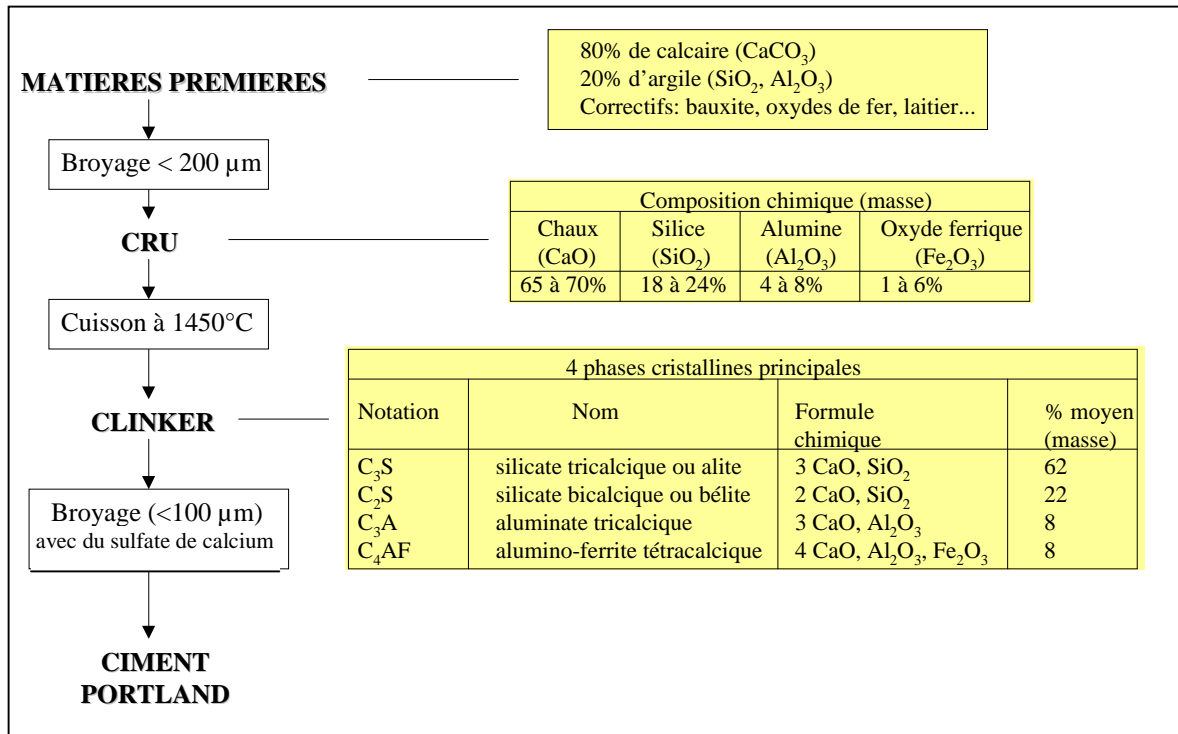 80% de calcaire (CaCO₃)
MATIERES PREMIERES
20% d’argile (SiO₂, Al₂O₃)
Correctifs: bauxite, oxydes de fer, laitier...
Broyage < 200 µm
Composition chimique (masse)
Chaux Silice Alumine Oxyde ferrique
CRU
(CaO) (SiO₂) (Al₂O₃) (Fe₂O₃)
65 à 70% 18 à 24% 4 à 8% 1 à 6%
Cuisson à 1450°C
4 phases cristallines principales
Notation Nom Formule % moyen
chimique (masse)
CLINKER
C₃S silicate tricalcique ou alite 3 CaO, SiO₂ 62
C₂S silicate bicalcique ou bélite 2 CaO, SiO₂ 22
C₃A aluminate tricalcique 3 CaO, Al₂O₃ 8
C₄AF alumino-ferrite tétracalcique 4 CaO, Al₂O₃, Fe₂O₃ 8
Broyage (<100 µm)
avec du sulfate de calcium
CIMENT
PORTLAND